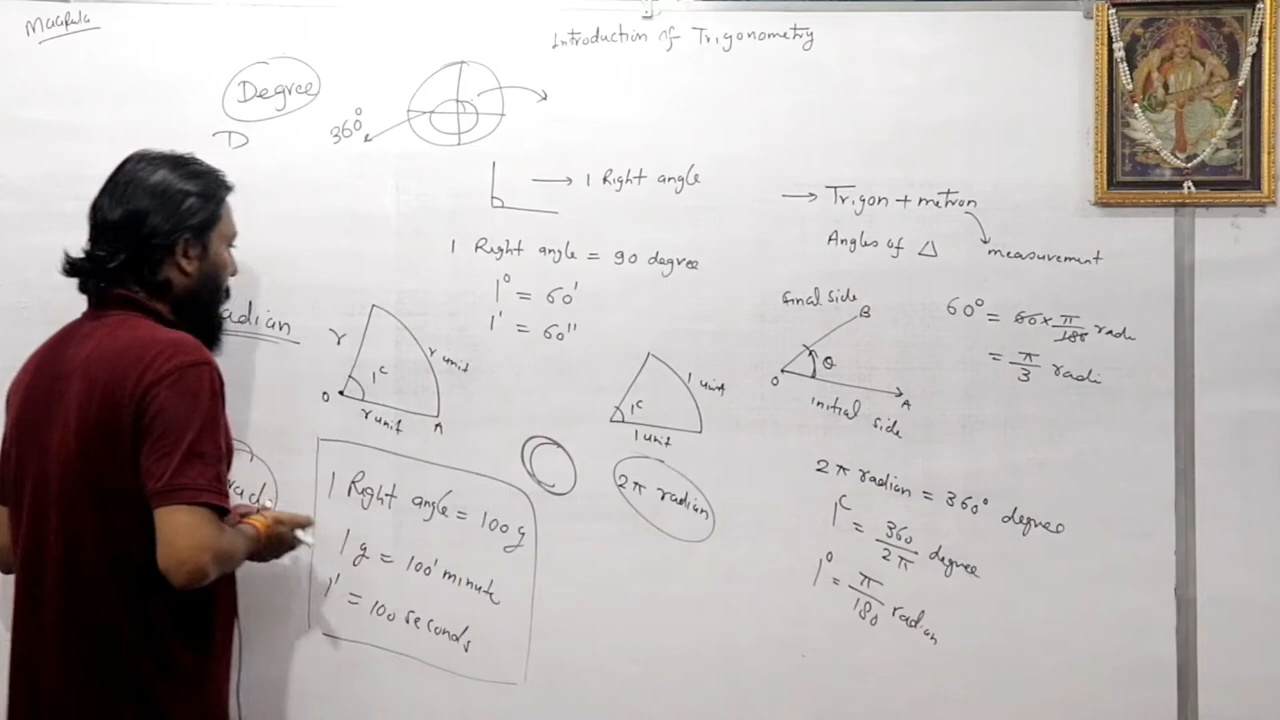 Introduction of Trigonometry
Degree
D
360°
→ 1 Right angle
1 Right angle = 90 degree
1° = 60'
1' = 60"
adian
r
r unit
1ᶜ
O
r unit
A
1 unit
1ᶜ
1 unit
2π radian
rad
1 Right angle = 100 g
1 g = 100' minute
1' = 100 seconds
→ Trigon + metron
Angles of △
measurement
final side
B
θ
O
A
initial side
60° = 60 × π/180 radi
= π/3 radi
2π radian = 360° degree
1ᶜ = 360/2π degree
1° = π/180 radian